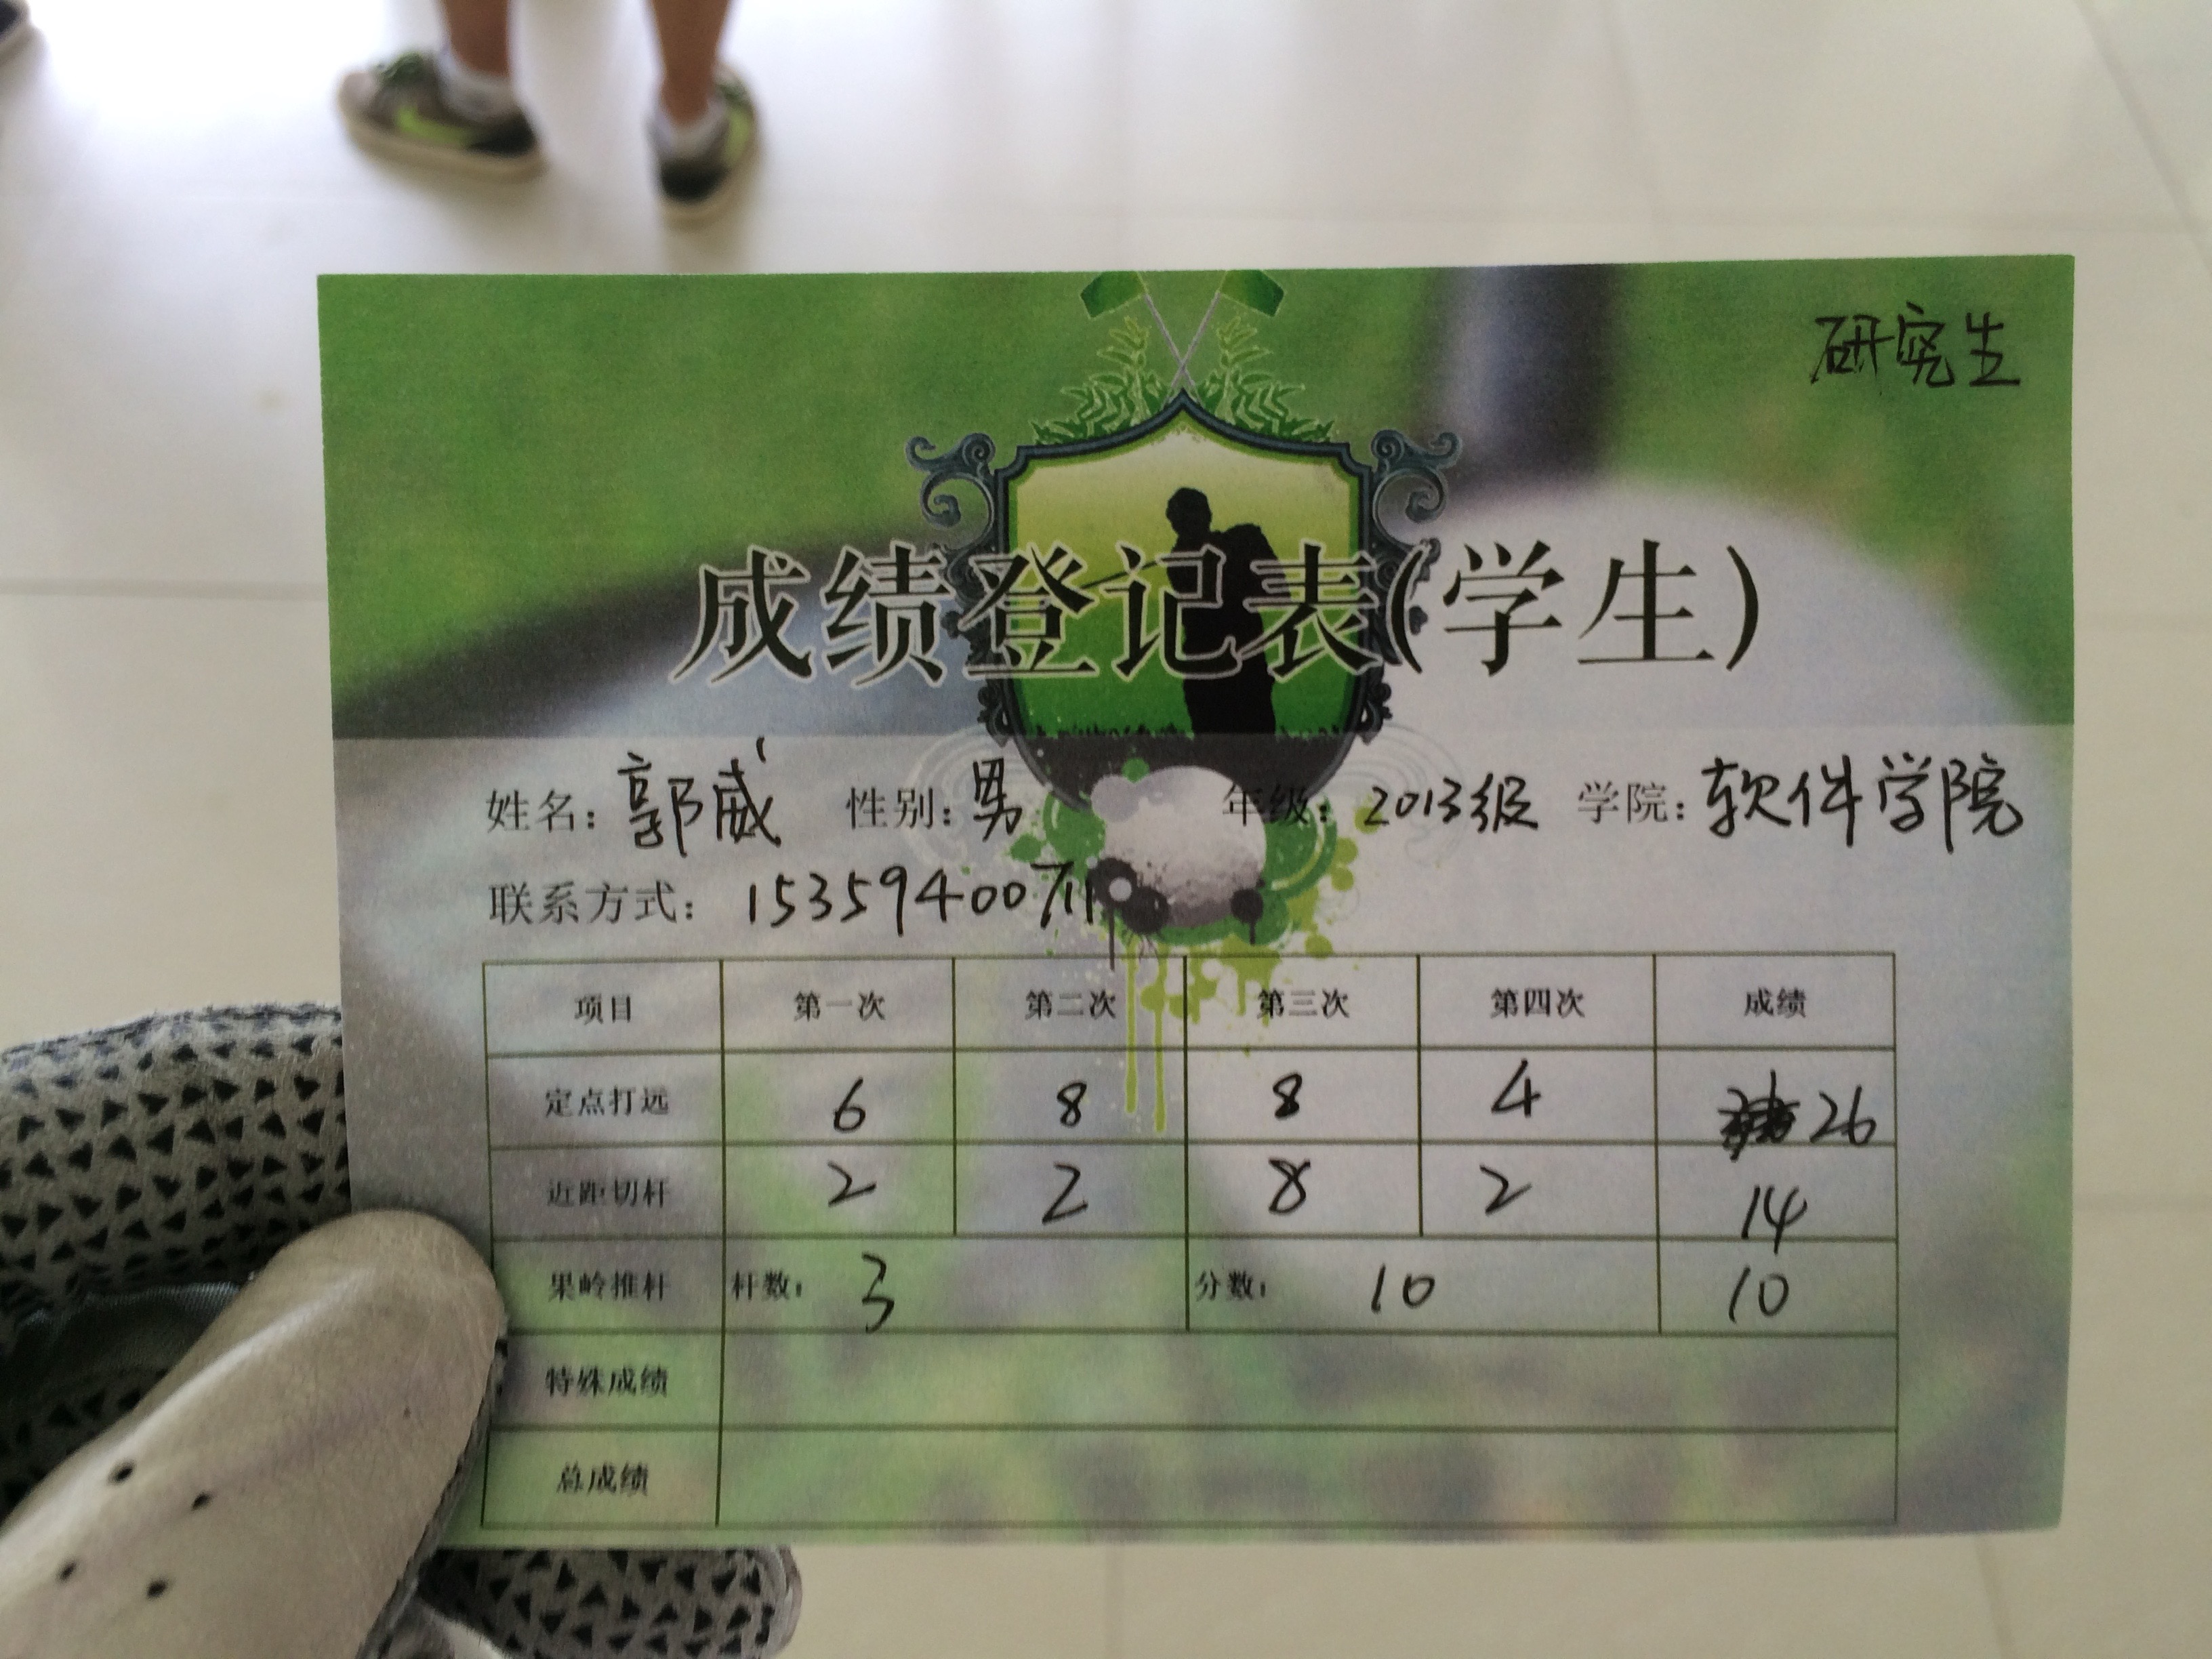 研究生
成绩登记表(学生)
姓名：郭威 性别：男 年级：2013级 学院：软件学院
联系方式：15359400711
项目 第一次 第二次 第三次 第四次 成绩
定点打远 6 8 8 4 26
近距切杆 2 2 8 2 14
果岭推杆 杆数：3 分数：10 10
特殊成绩
总成绩